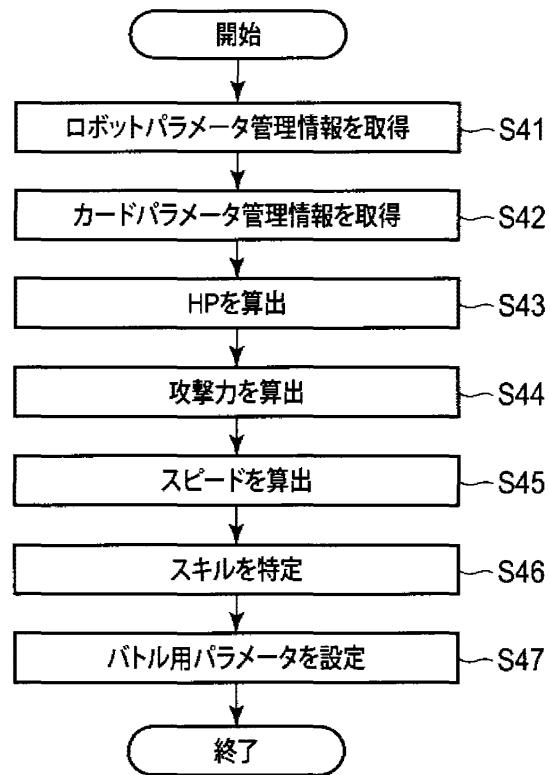 開始
ロボットパラメータ管理情報を取得 S41
カードパラメータ管理情報を取得 S42
HPを算出 S43
攻撃力を算出 S44
スピードを算出 S45
スキルを特定 S46
バトル用パラメータを設定 S47
終了